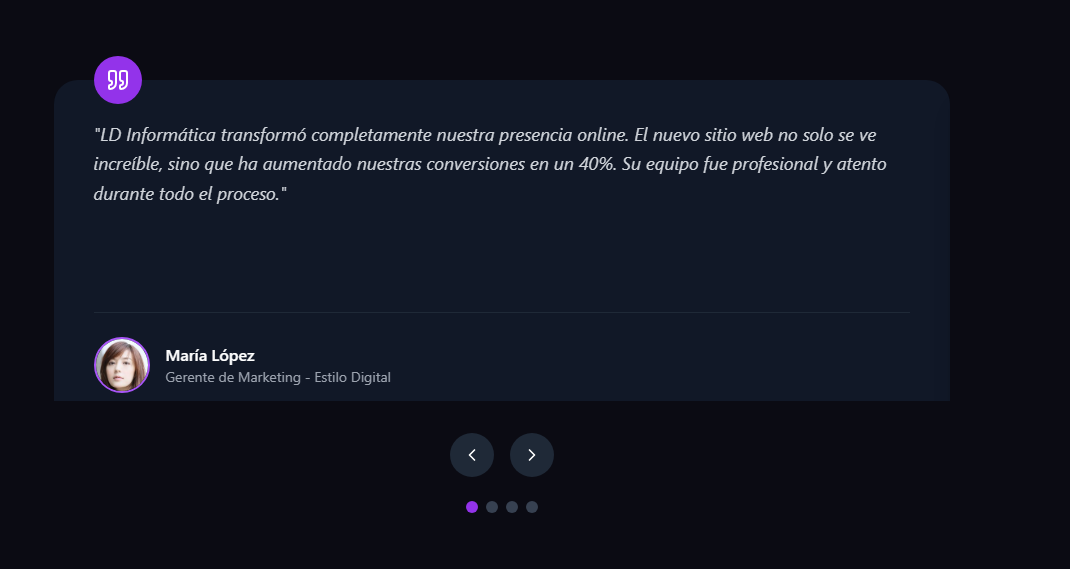 "LD Informática transformó completamente nuestra presencia online. El nuevo sitio web no solo se ve
increíble, sino que ha aumentado nuestras conversiones en un 40%. Su equipo fue profesional y atento
durante todo el proceso."
María López
Gerente de Marketing - Estilo Digital